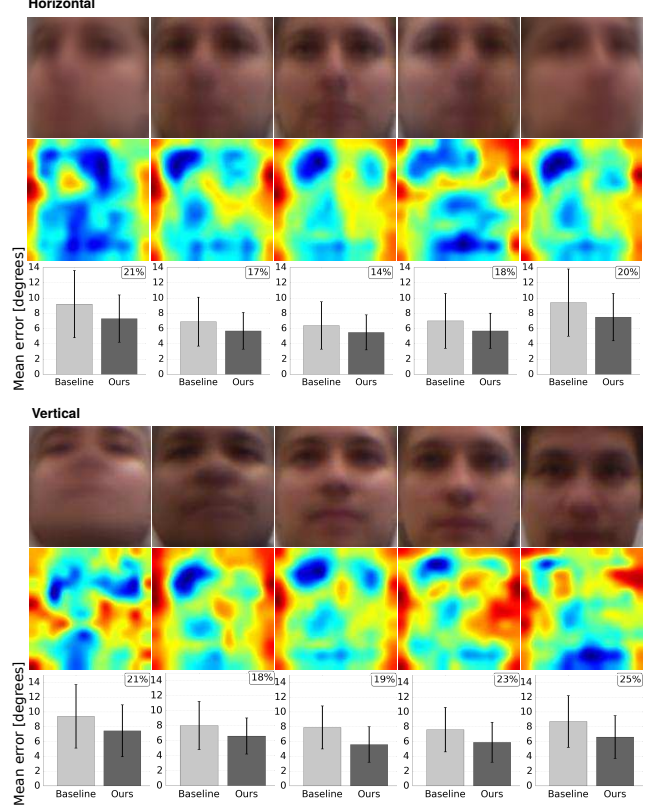 Horizontal
Mean error [degrees]
14 12 10 8 6 4 2 0 21% Baseline Ours
14 12 10 8 6 4 2 0 17% Baseline Ours
14 12 10 8 6 4 2 0 14% Baseline Ours
14 12 10 8 6 4 2 0 18% Baseline Ours
14 12 10 8 6 4 2 0 20% Baseline Ours
Vertical
Mean error [degrees]
14 12 10 8 6 4 2 0 21% Baseline Ours
14 12 10 8 6 4 2 0 18% Baseline Ours
14 12 10 8 6 4 2 0 19% Baseline Ours
14 12 10 8 6 4 2 0 23% Baseline Ours
14 12 10 8 6 4 2 0 25% Baseline Ours